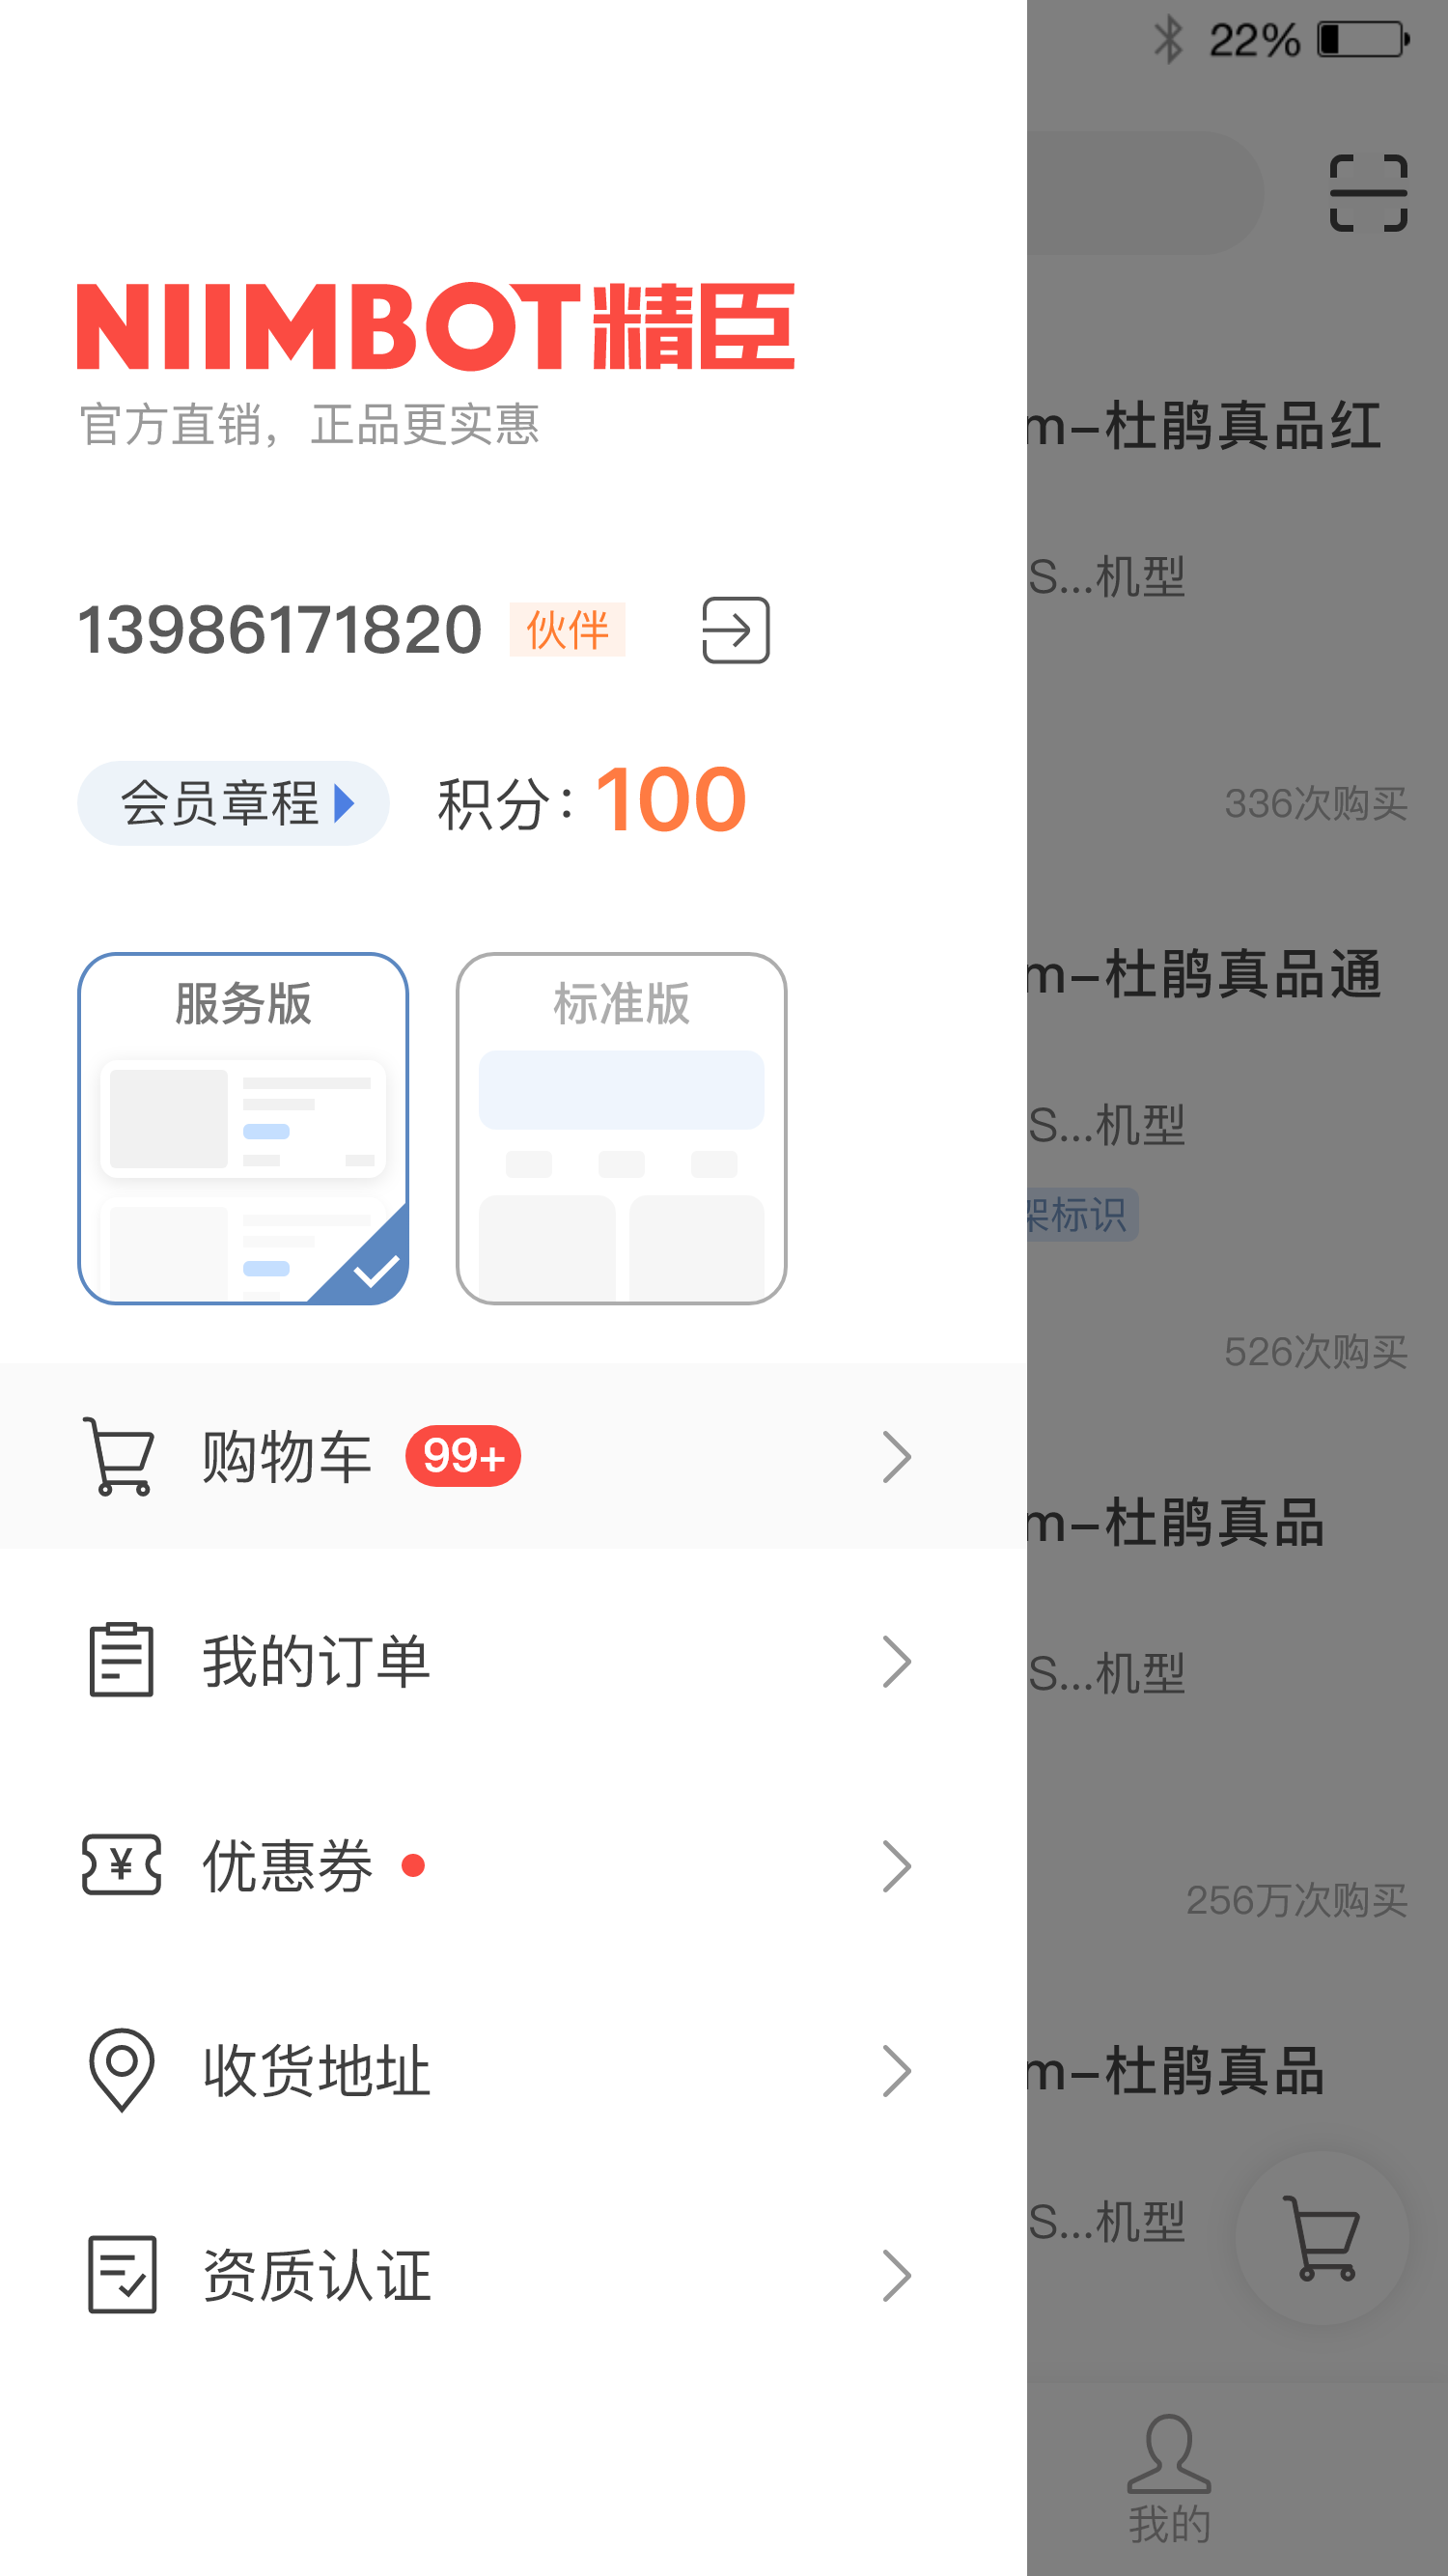 22%
NIIMBOT精臣
官方直销，正品更实惠
m-杜鹃真品红
S...机型
13986171820 伙伴
会员章程 积分：100
336次购买
m-杜鹃真品通
服务版 标准版
S...机型
架标识
526次购买
购物车 99+
m-杜鹃真品
我的订单
S...机型
优惠券
256万次购买
收货地址
m-杜鹃真品
S...机型
资质认证
我的